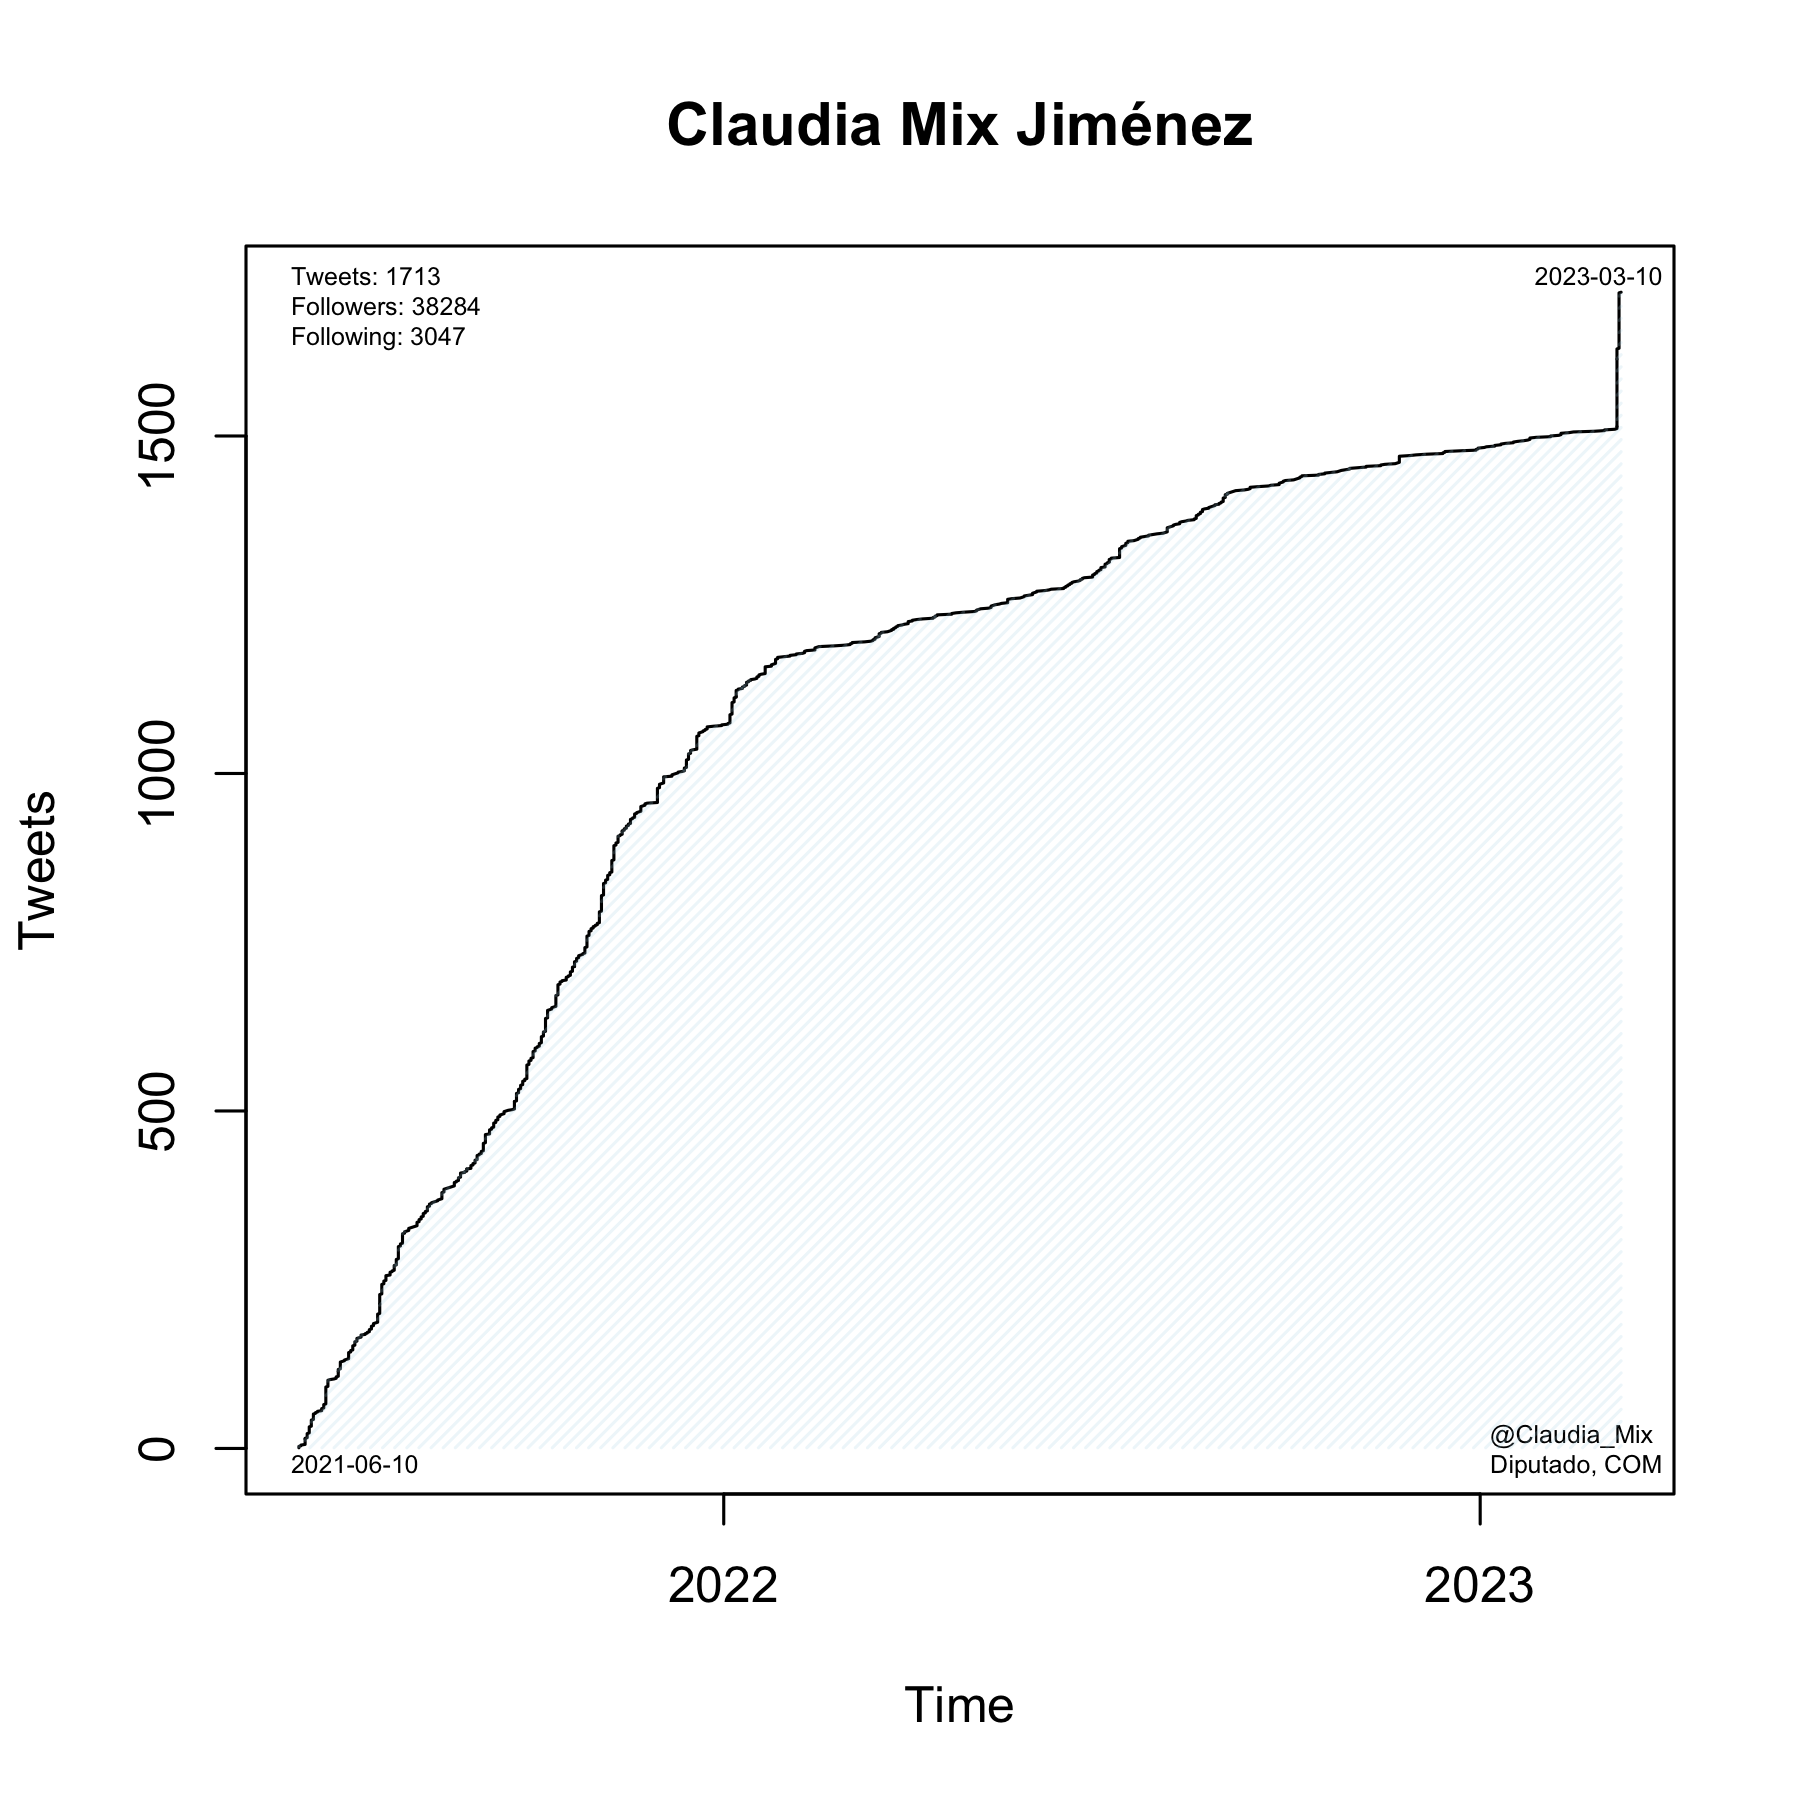 Claudia Mix Jiménez
Tweets: 1713
Followers: 38284
Following: 3047
2023-03-10
Tweets
1500
1000
500
0
2021-06-10
@Claudia_Mix
Diputado, COM
2022
2023
Time